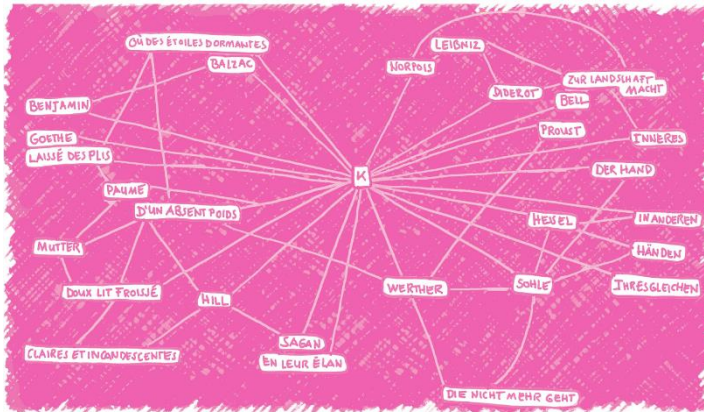 OÙ DES ÉTOILES DORMANTES
BALZAC
BENJAMIN
GOETHE
LAISSÉ DES PLIS
PAUME
D'UN ABSENT POIDS
MUTTER
DOUX LIT FROISSÉ
HILL
CLAIRES ET INCANDESCENTES
SAGAN
EN LEUR ÉLAN
K
LEIBNIZ
NORPOIS
DIDEROT
ZUR LANDSCHAFT
MACHT
BELL
PROUST
INNERES
DER HAND
HESSEL
IN ANDEREN
HÄNDEN
WERTHER
SOHLE
IHRESGLEICHEN
DIE NICHT MEHR GEHT